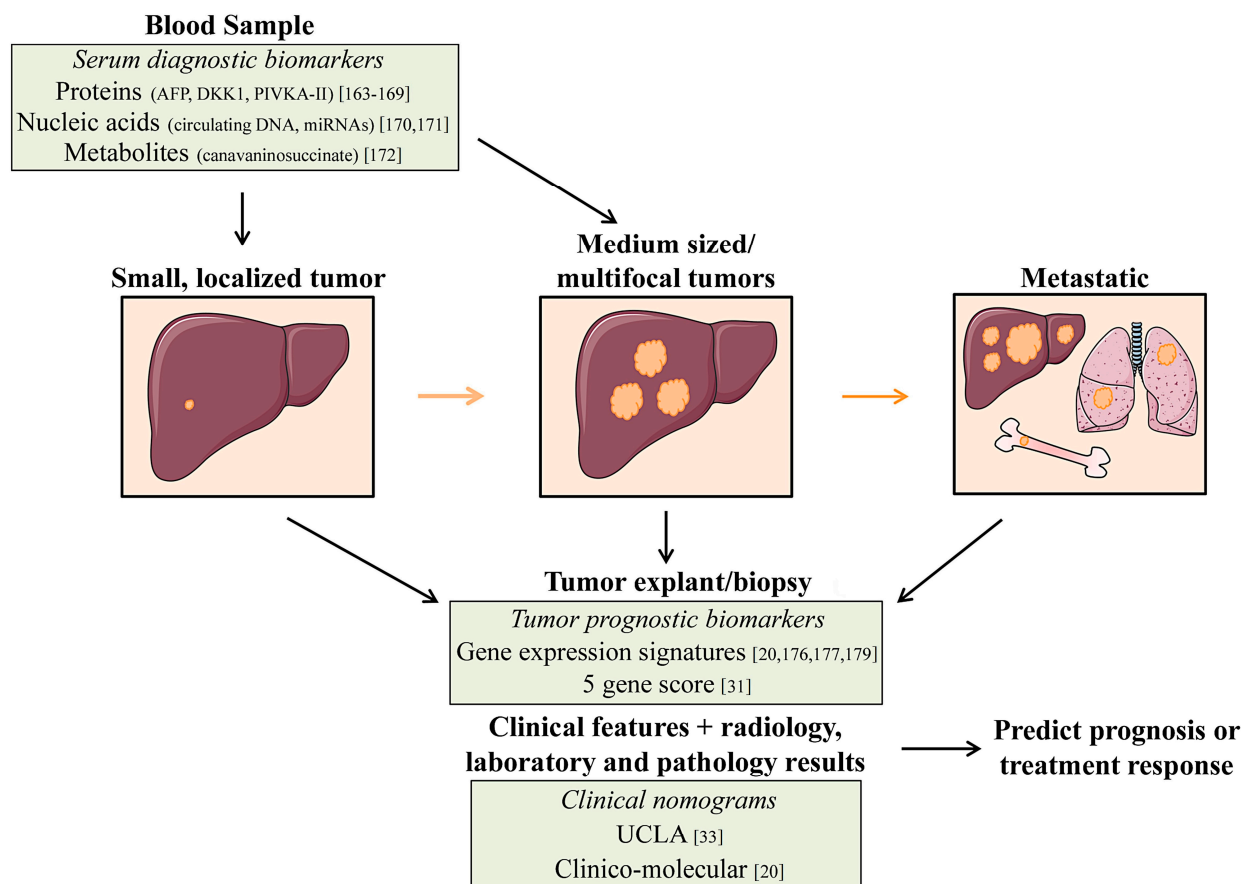 Blood Sample
Serum diagnostic biomarkers
Proteins (AFP, DKK1, PIVKA-II) [163-169]
Nucleic acids (circulating DNA, miRNAs) [170,171]
Metabolites (canavaninosuccinate) [172]
Small, localized tumor
Medium sized/
multifocal tumors
Metastatic
Tumor explant/biopsy
Tumor prognostic biomarkers
Gene expression signatures [20,176,177,179]
5 gene score [31]
Clinical features + radiology,
laboratory and pathology results
Clinical nomograms
UCLA [33]
Clinico-molecular [20]
Predict prognosis or
treatment response